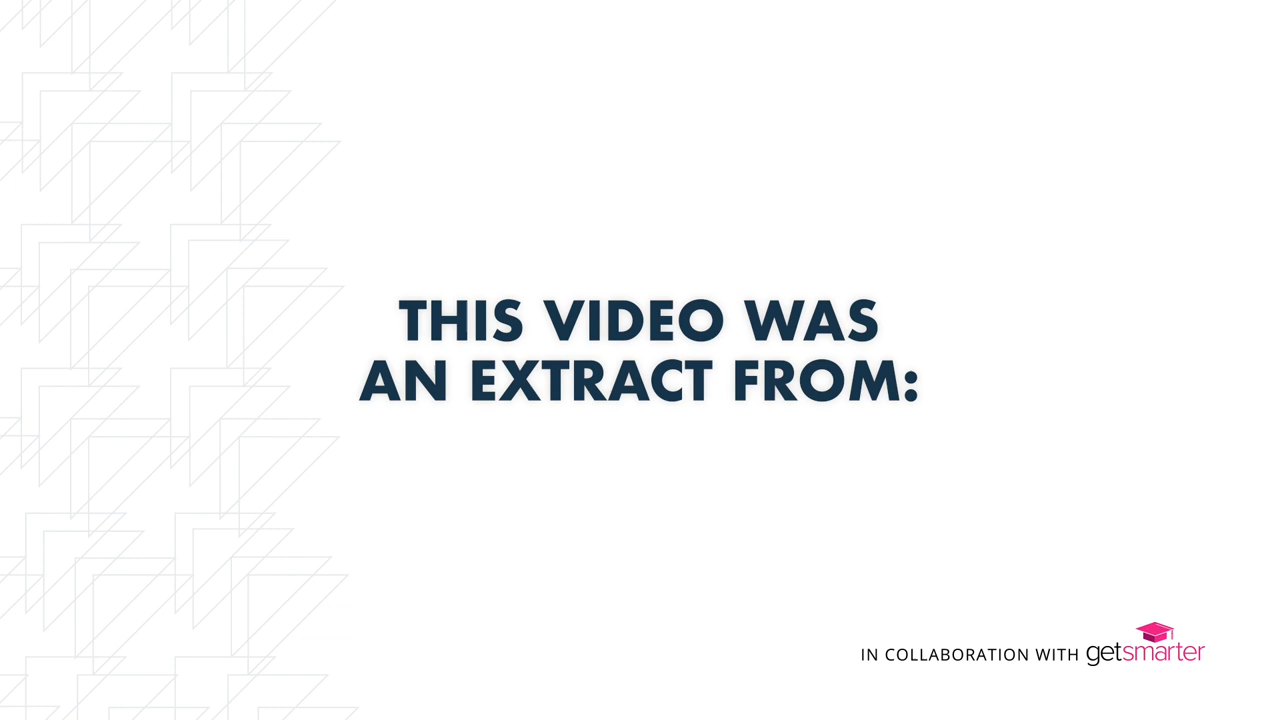 THIS VIDEO WAS
AN EXTRACT FROM:
IN COLLABORATION WITH getsmarter